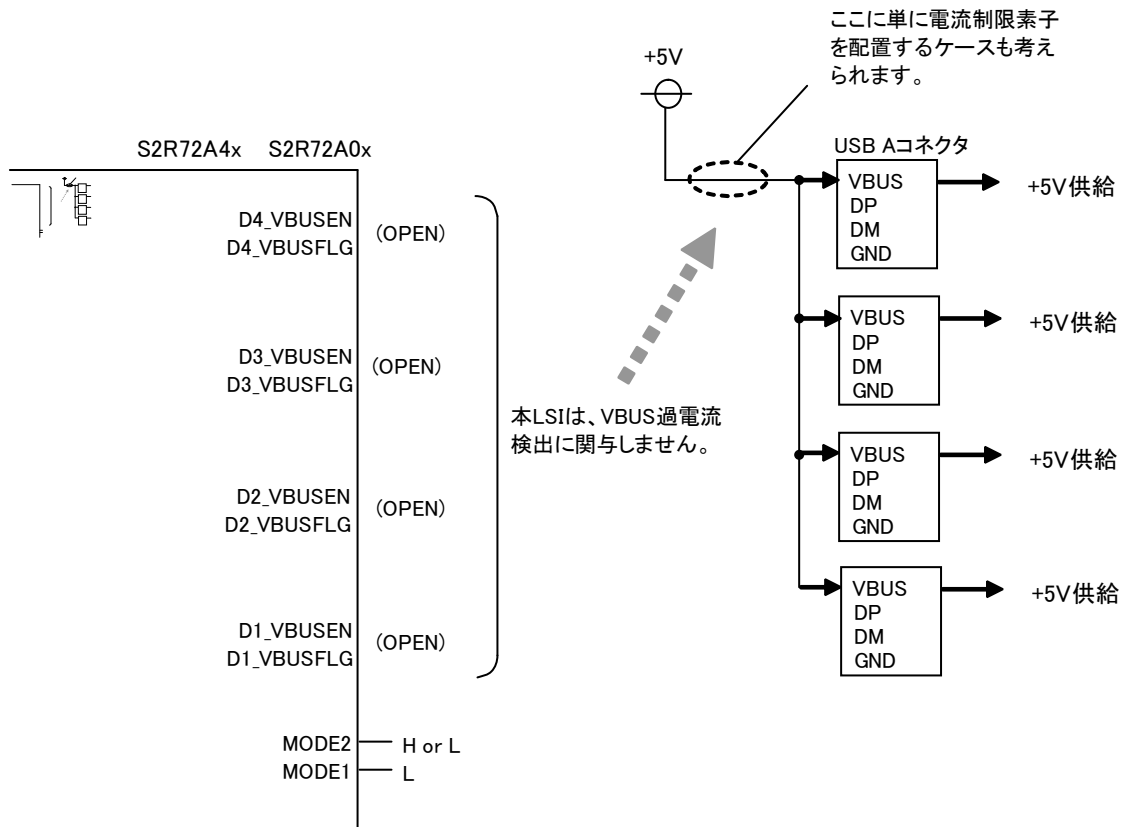 ここに単に電流制限素子
を配置するケースも考え
られます。
+5V
S2R72A4x S2R72A0x
USB Aコネクタ
D4_VBUSEN
D4_VBUSFLG
(OPEN)
D3_VBUSEN
D3_VBUSFLG
(OPEN)
D2_VBUSEN
D2_VBUSFLG
(OPEN)
D1_VBUSEN
D1_VBUSFLG
(OPEN)
MODE2
H or L
MODE1
L
本LSIは、VBUS過電流
検出に関与しません。
VBUS
DP
DM
GND
+5V供給
VBUS
DP
DM
GND
+5V供給
VBUS
DP
DM
GND
+5V供給
VBUS
DP
DM
GND
+5V供給